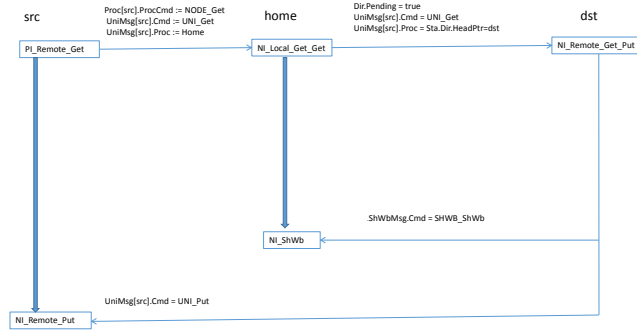 src
home
dst
Proc[src].ProcCmd := NODE_Get
UniMsg[src].Cmd := UNI_Get
UniMsg[src].Proc := Home
Dir.Pending = true
UniMsg[src].Cmd = UNI_Get
UniMsg[src].Proc = Sta.Dir.HeadPtr=dst
PI_Remote_Get
NI_Local_Get_Get
NI_Remote_Get_Put
.ShWbMsg.Cmd = SHWB_ShWb
NI_ShWb
UniMsg[src].Cmd = UNI_Put
NI_Remote_Put